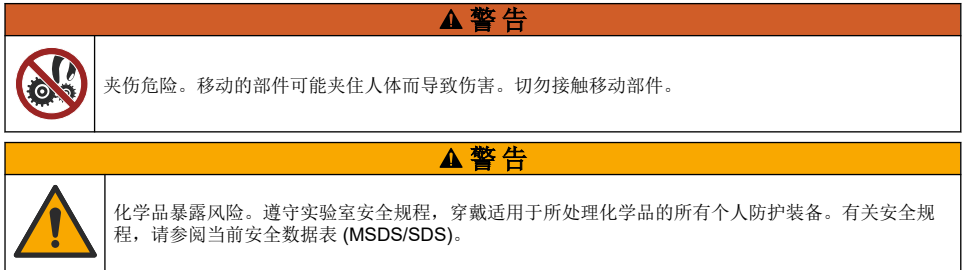 警告
夹伤危险。移动的部件可能夹住人体而导致伤害。切勿接触移动部件。
警告
化学品暴露风险。遵守实验室安全规程，穿戴适用于所处理化学品的所有个人防护装备。有关安全规
程，请参阅当前安全数据表 (MSDS/SDS)。